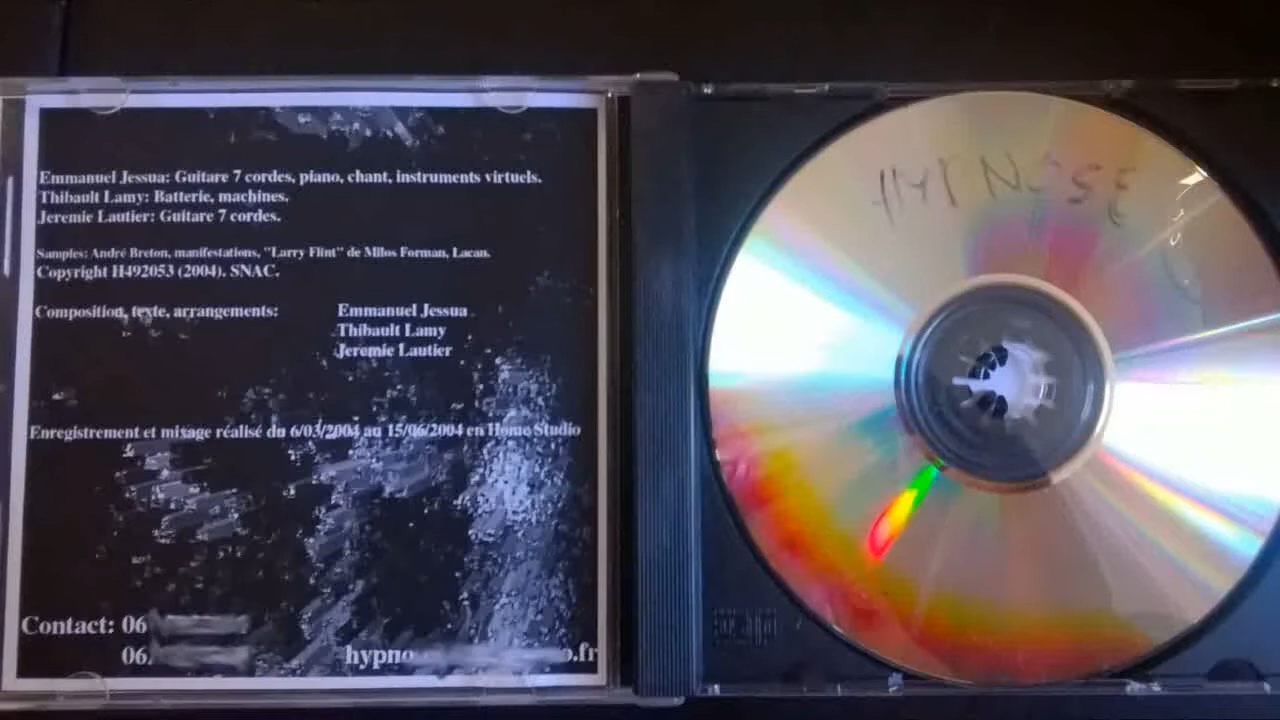 Emmanuel Jessua: Guitare 7 cordes, piano, chant, instruments virtuels.
Thibault Lamy: Batterie, machines.
Jeremie Lautier: Guitare 7 cordes.
Samples: André Breton, manifestations, "Larry Flint" de Milos Forman, Lacan.
Copyright H492053 (2004). SNAC.
Composition, texte, arrangements: Emmanuel Jessua
Thibault Lamy
Jeremie Lautier
Enregistrement et mixage réalisé du 6/03/2004 au 15/06/2004 en Home Studio
Contact: 06
06. hypno o.fr
HYPNOSE